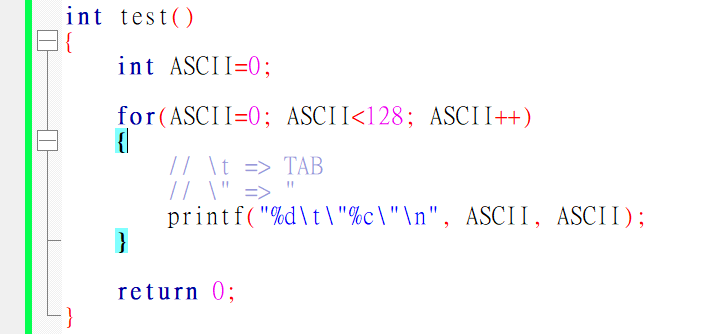 int test()
{
int ASCII=0;
for(ASCII=0; ASCII<128; ASCII++)
{
// \t => TAB
// \" => "
printf("%d\t\"%c\"\n", ASCII, ASCII);
}
return 0;
}